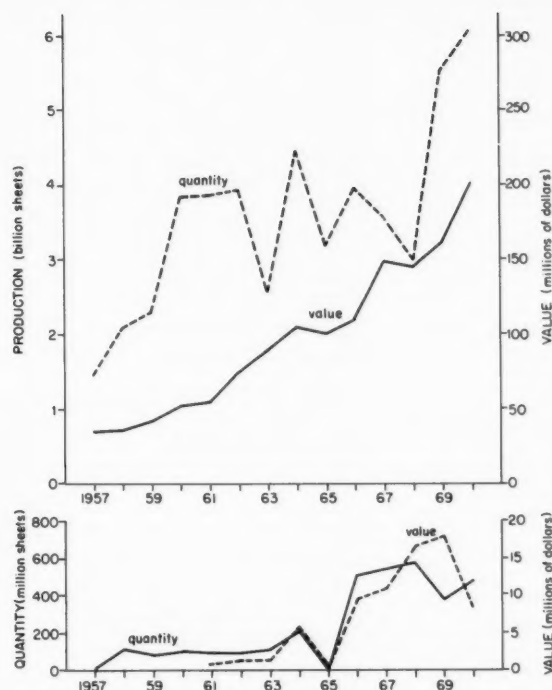 PRODUCTION (billion sheets)
6
5
4
3
2
1
0
quantity
value
300
250
200
150
100
50
0
VALUE (millions of dollars)
1957 59 61 63 65 67 69
QUANTITY(million sheets)
800
600
400
200
0
quantity
value
20
15
10
5
0
VALUE (millions of dollars)
1957 59 61 63 65 67 69